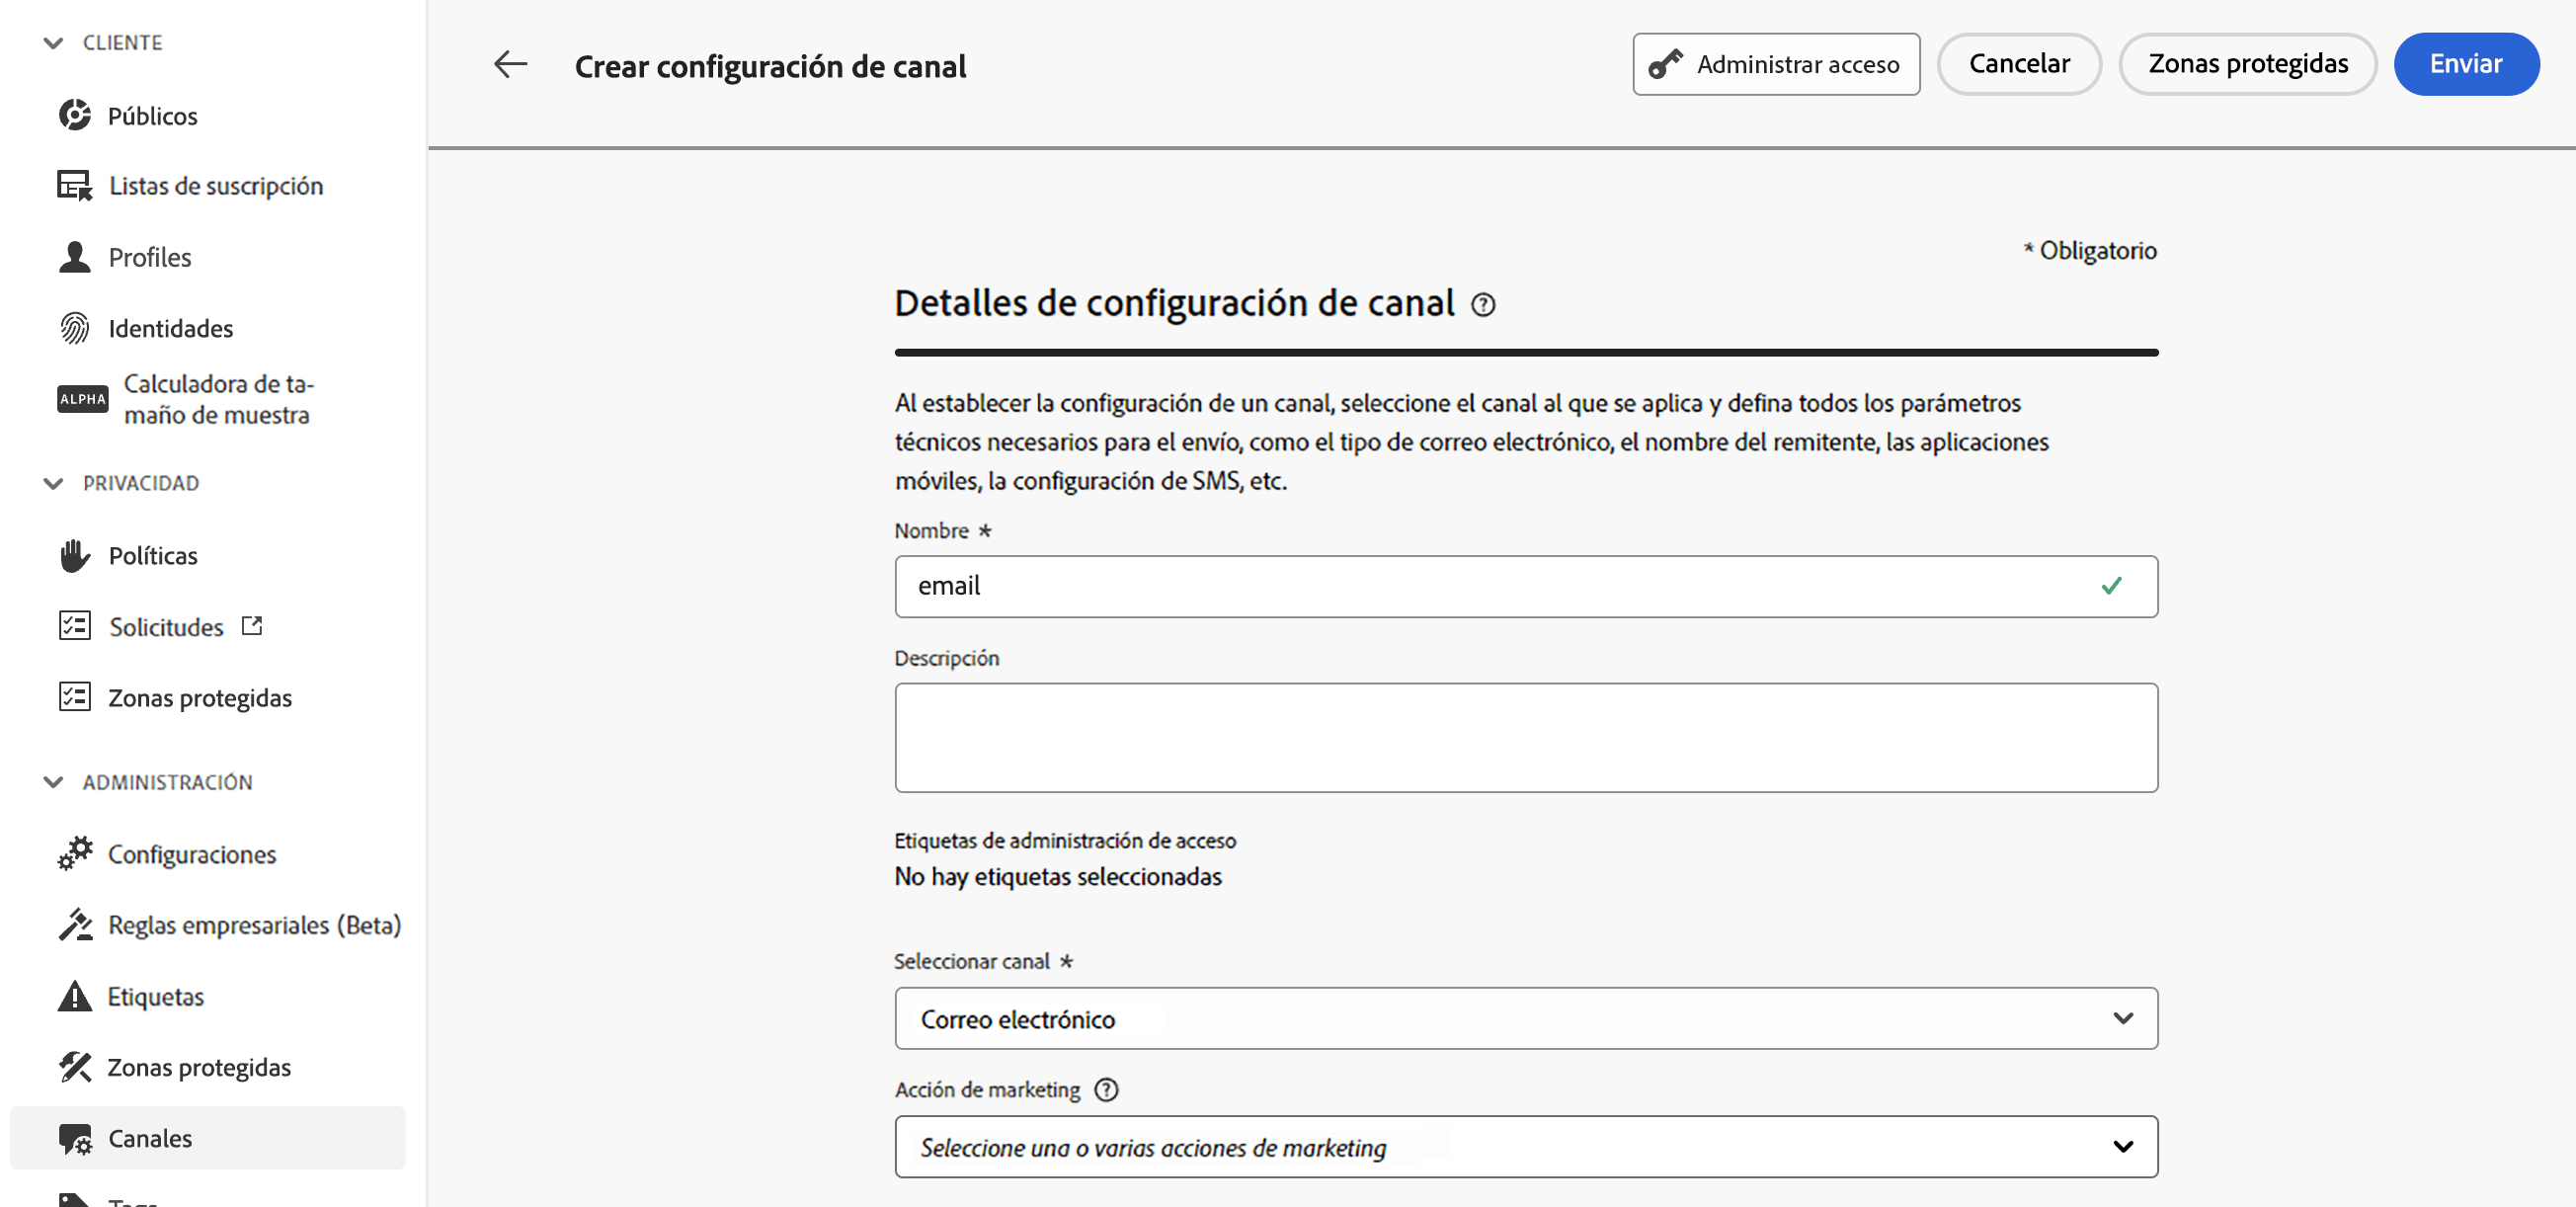 CLIENTE
Públicos
Listas de suscripción
Profiles
Identidades
ALPHA
Calculadora de ta-
maño de muestra
PRIVACIDAD
Políticas
Solicitudes
Zonas protegidas
ADMINISTRACIÓN
Configuraciones
Reglas empresariales (Beta)
Etiquetas
Zonas protegidas
Canales
Crear configuración de canal
Administrar acceso
Cancelar
Zonas protegidas
Enviar
* Obligatorio
Detalles de configuración de canal
Al establecer la configuración de un canal, seleccione el canal al que se aplica y defina todos los parámetros
técnicos necesarios para el envío, como el tipo de correo electrónico, el nombre del remitente, las aplicaciones
móviles, la configuración de SMS, etc.
Nombre *
email
Descripción
Etiquetas de administración de acceso
No hay etiquetas seleccionadas
Seleccionar canal *
Correo electrónico
Acción de marketing
Seleccione una o varias acciones de marketing